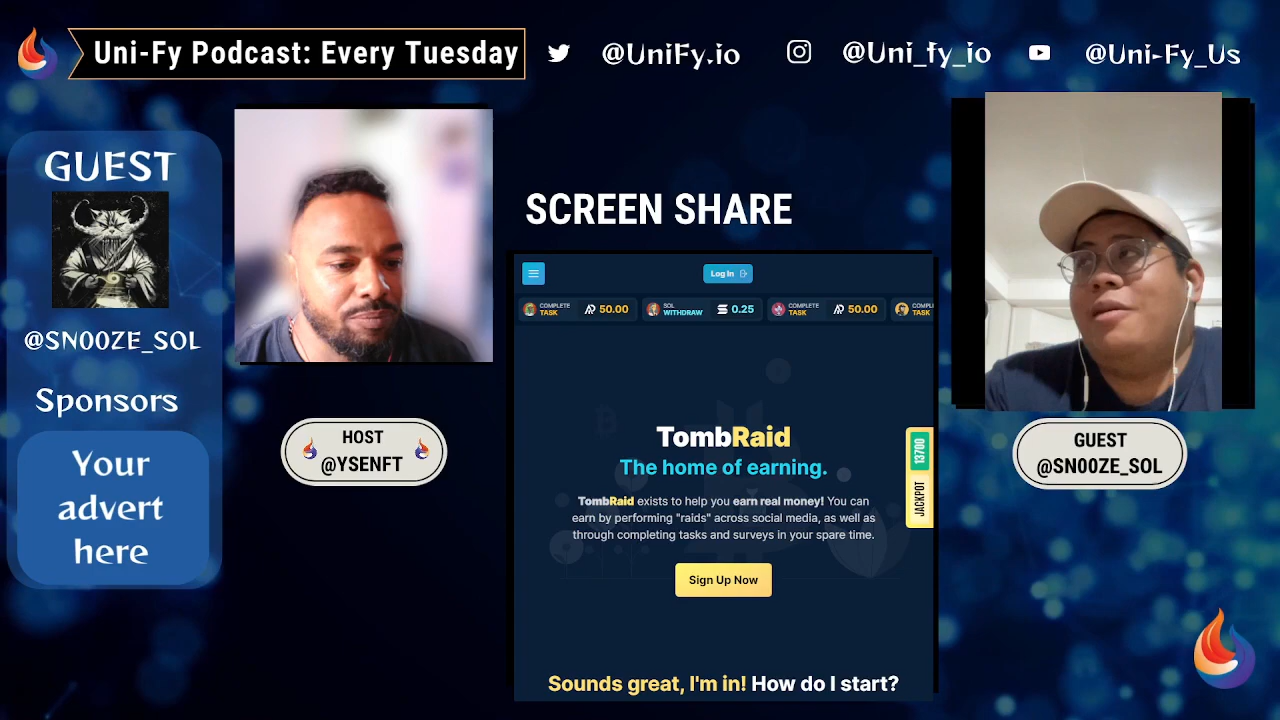 Uni-Fy Podcast: Every Tuesday
@UniFy.io
@Uni_fy_io
@Uni-Fy_Us
GUEST
@SN00ZE_SOL
Sponsors
Your
advert
here
HOST
@YSENFT
SCREEN SHARE
Log In
COMPLETE
TASK
50.00
SOL
WITHDRAW
0.25
COMPLETE
TASK
50.00
COMPL
TASK
TombRaid
The home of earning.
TombRaid exists to help you earn real money! You can
earn by performing "raids" across social media, as well as
through completing tasks and surveys in your spare time.
Sign Up Now
13700
JACKPOT
Sounds great, I'm in! How do I start?
GUEST
@SN00ZE_SOL